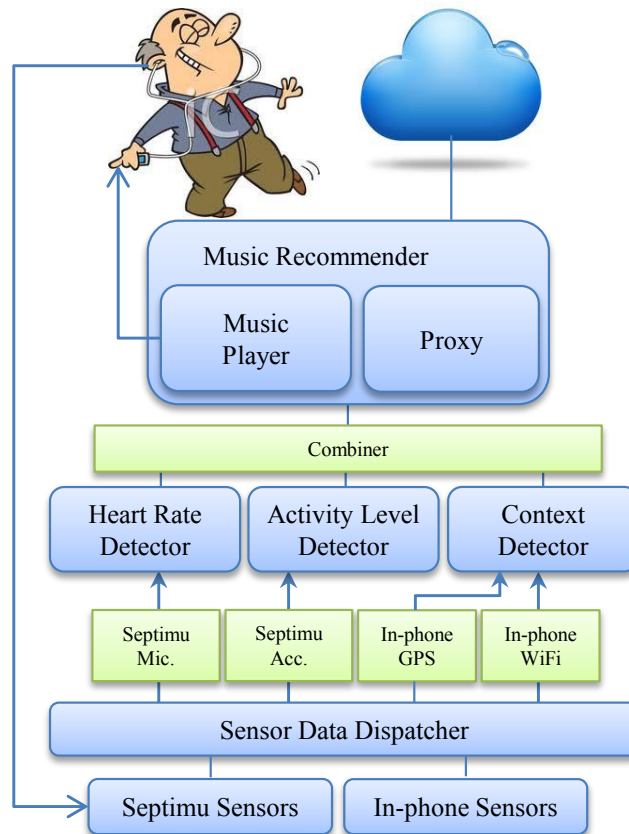 iC
Music Recommender
Music
Player
Proxy
Combiner
Heart Rate
Detector
Activity Level
Detector
Context
Detector
Septimu
Mic.
Septimu
Acc.
In-phone
GPS
In-phone
WiFi
Sensor Data Dispatcher
Septimu Sensors
In-phone Sensors